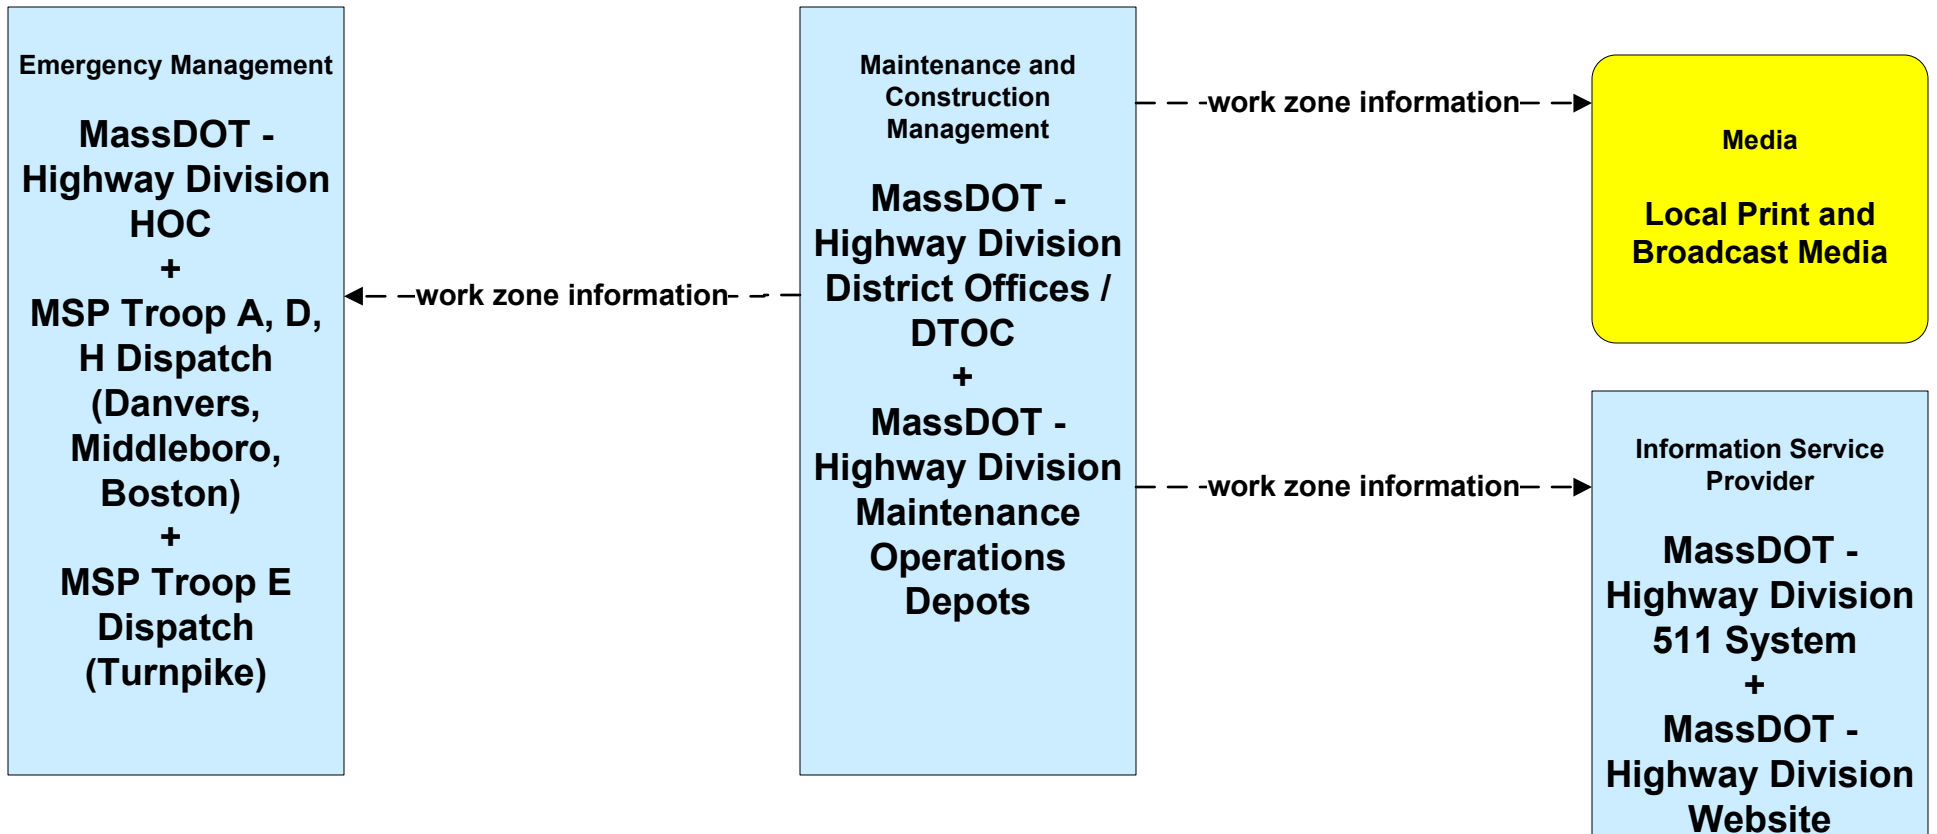 Emergency Management
MassDOT -
Highway Division
HOC
+
MSP Troop A, D,
H Dispatch
(Danvers,
Middleboro,
Boston)
+
MSP Troop E
Dispatch
(Turnpike)
work zone information
Maintenance and
Construction
Management
MassDOT -
Highway Division
District Offices /
DTOC
+
MassDOT -
Highway Division
Maintenance
Operations
Depots
work zone information
Media
Local Print and
Broadcast Media
work zone information
Information Service
Provider
MassDOT -
Highway Division
511 System
+
MassDOT -
Highway Division
Website